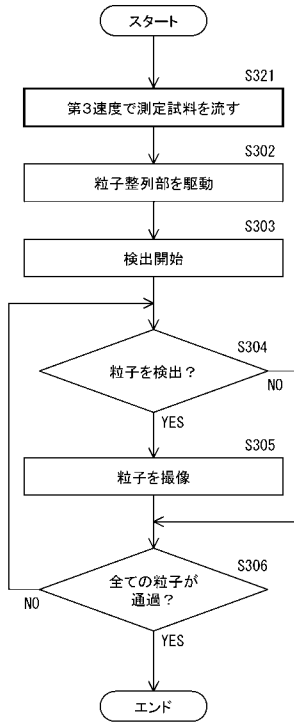 スタート
S321
第3速度で測定試料を流す
S302
粒子整列部を駆動
S303
検出開始
S304
粒子を検出?
NO
YES
S305
粒子を撮像
S306
全ての粒子が
通過?
NO
YES
エンド